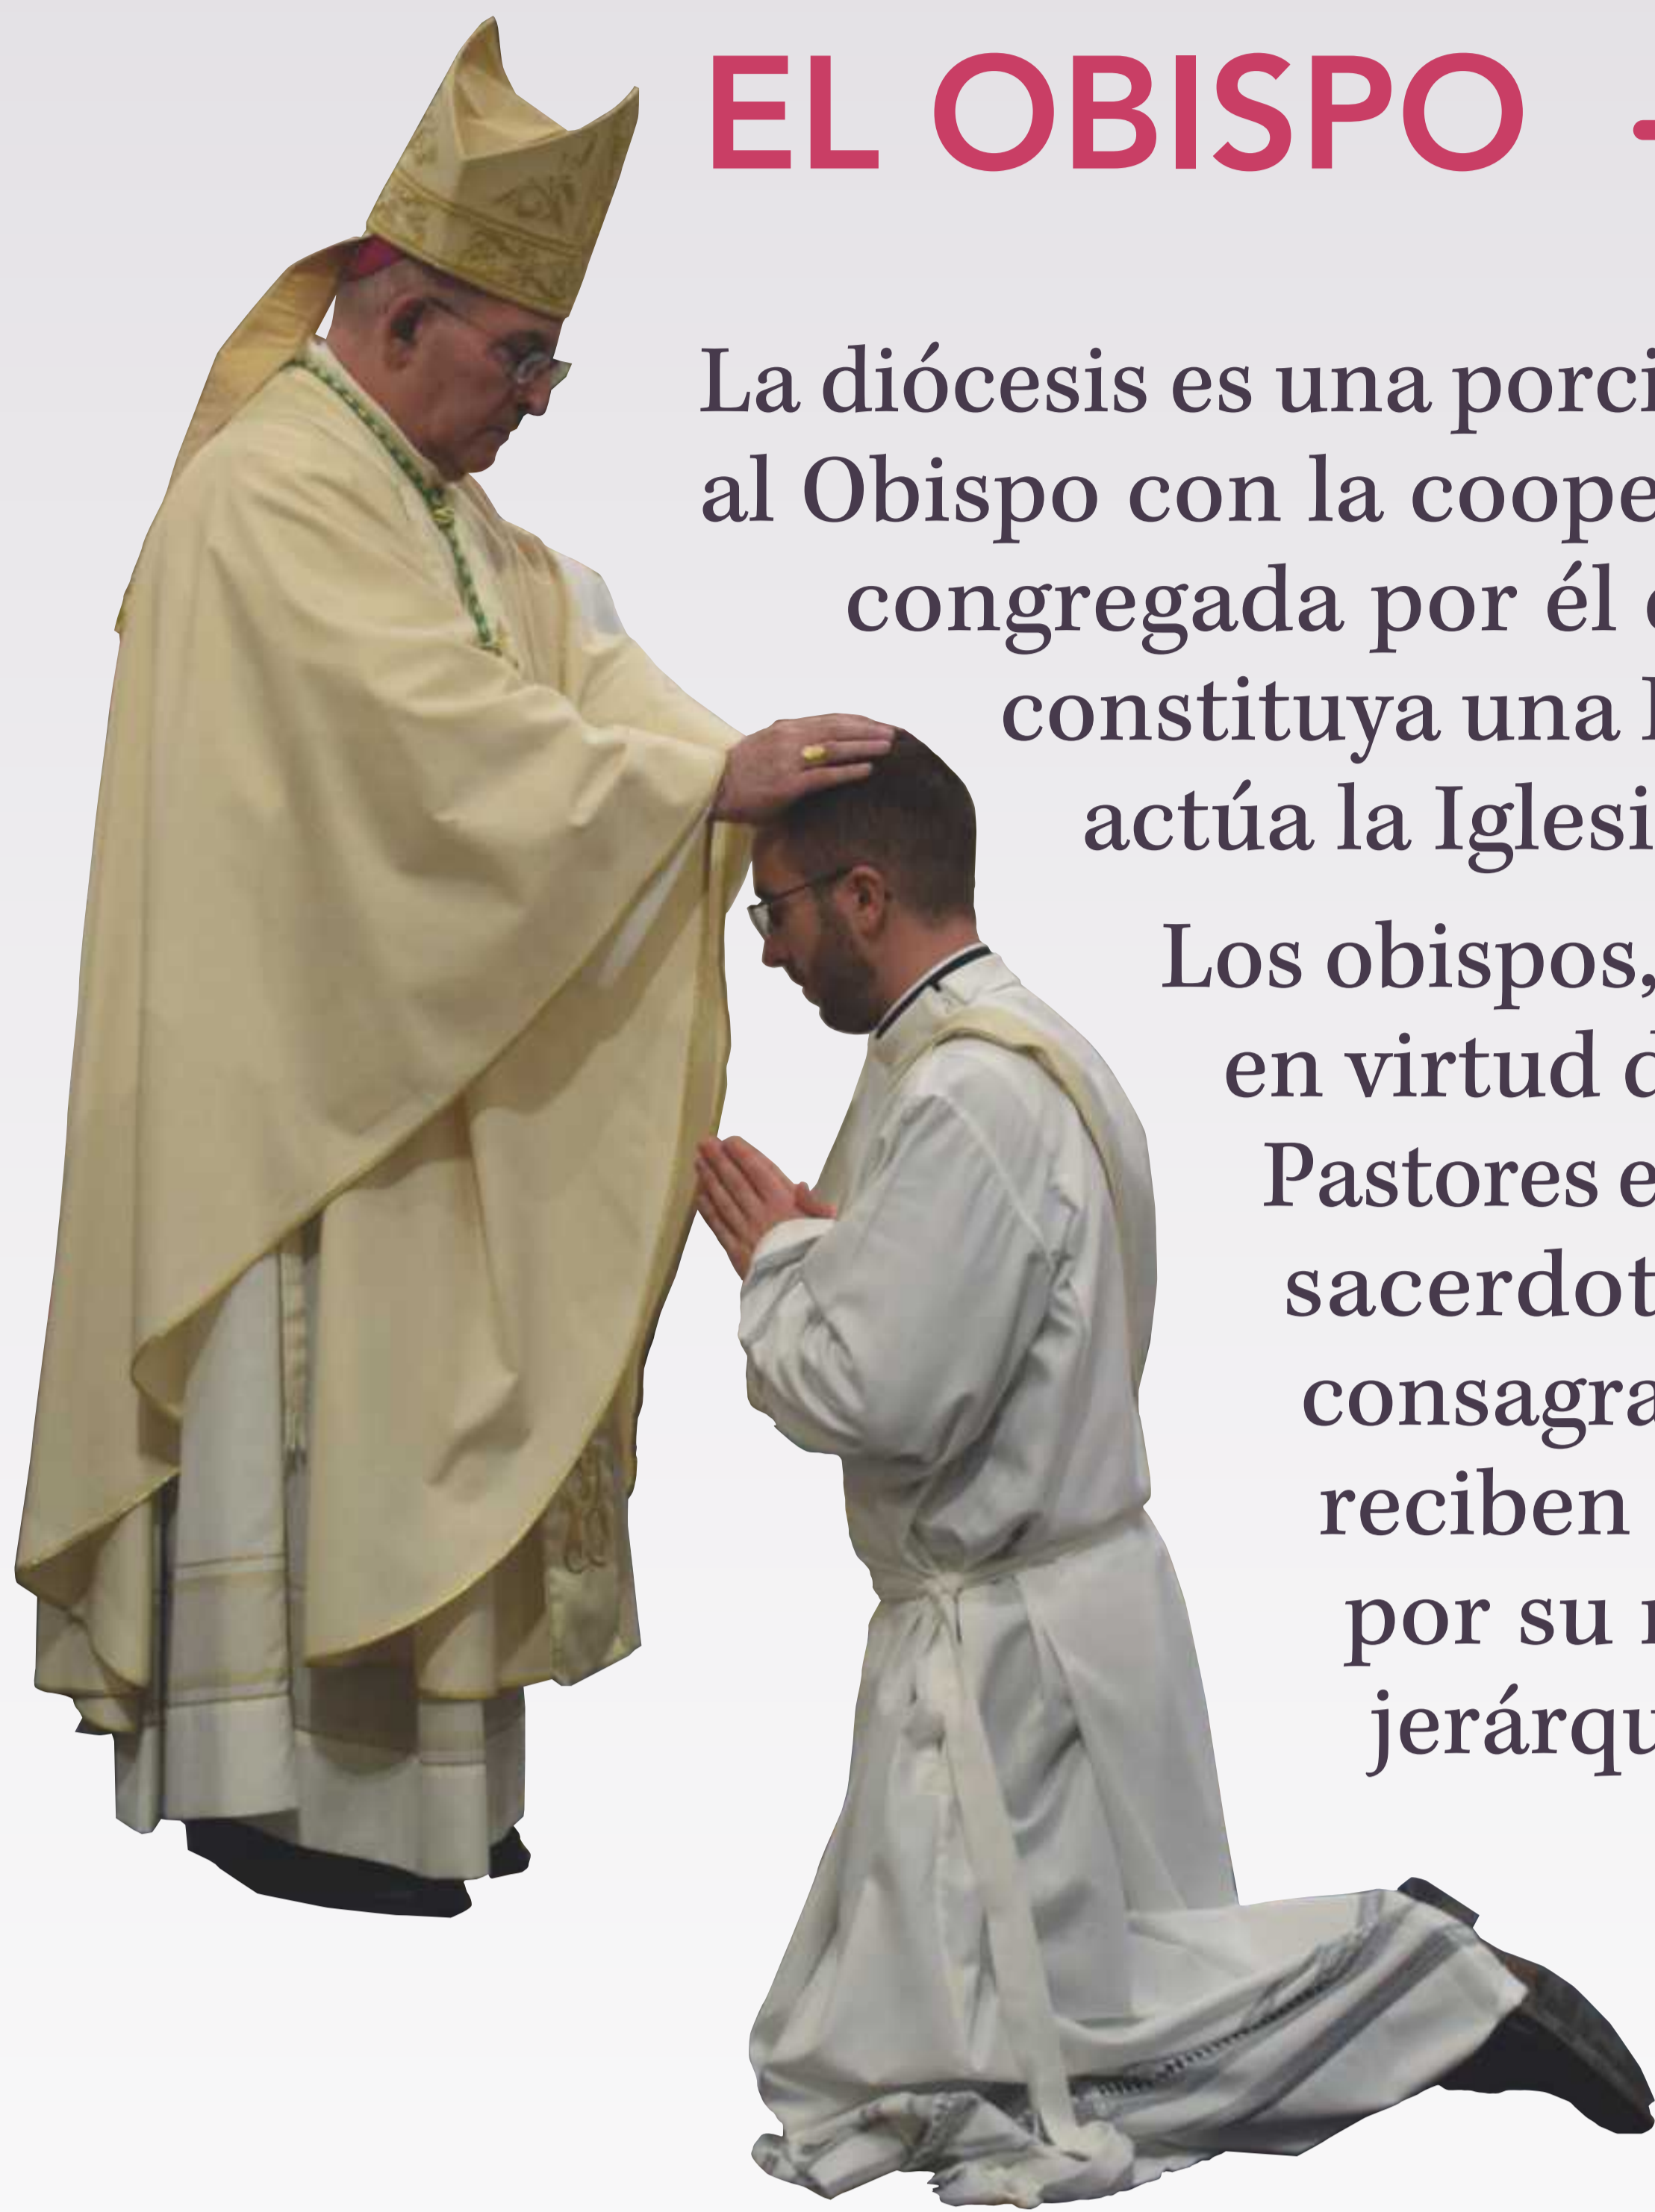 EL OBISPO -
La diócesis es una porci
al Obispo con la coope
congregada por él
constituya una
actúa la Iglesi
Los obispos,
en virtud d
Pastores e
sacerdot
consagra
reciben
por su
jerárqu